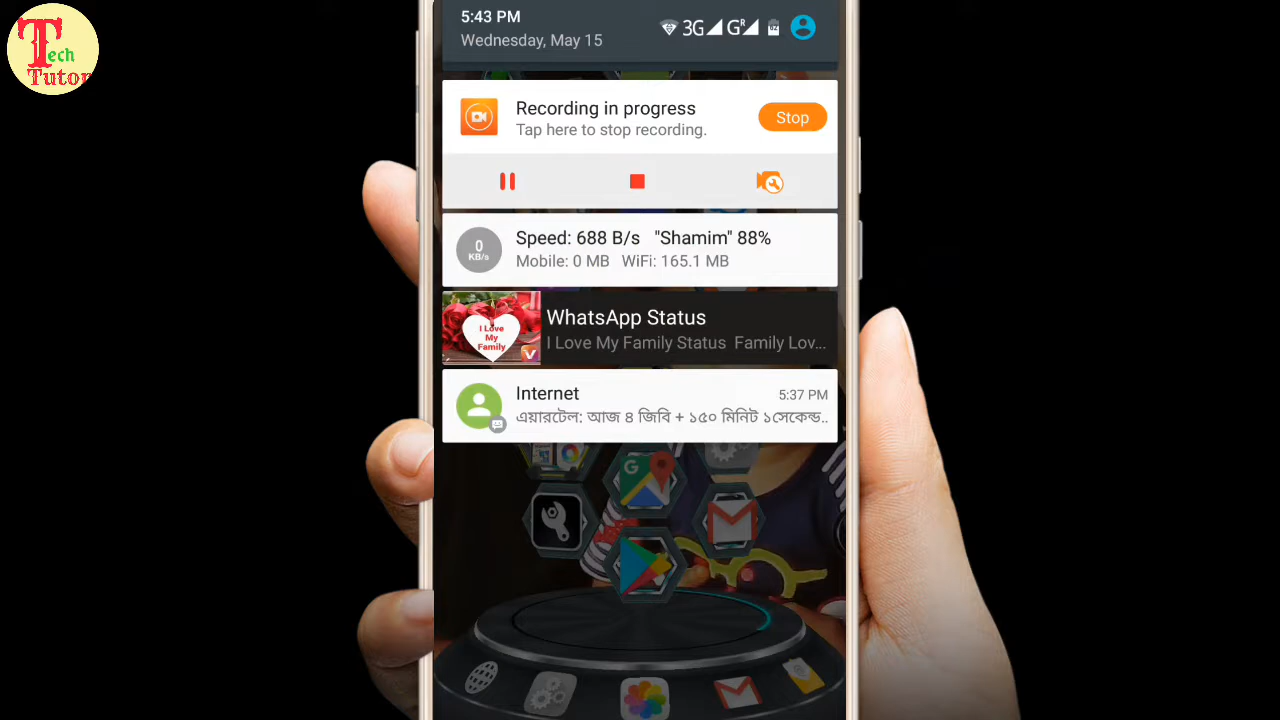 Tech
Tutor
5:43 PM
Wednesday, May 15
3G
G R
62
Recording in progress
Tap here to stop recording.
Stop
0
KB/s
Speed: 688 B/s "Shamim" 88%
Mobile: 0 MB WiFi: 165.1 MB
I Love
My
Family
WhatsApp Status
I Love My Family Status Family Lov...
Internet
5:37 PM
এয়ারটেল: আজ ৪ জিবি + ১৫০ মিনিট ১সেকেন্ড..
G